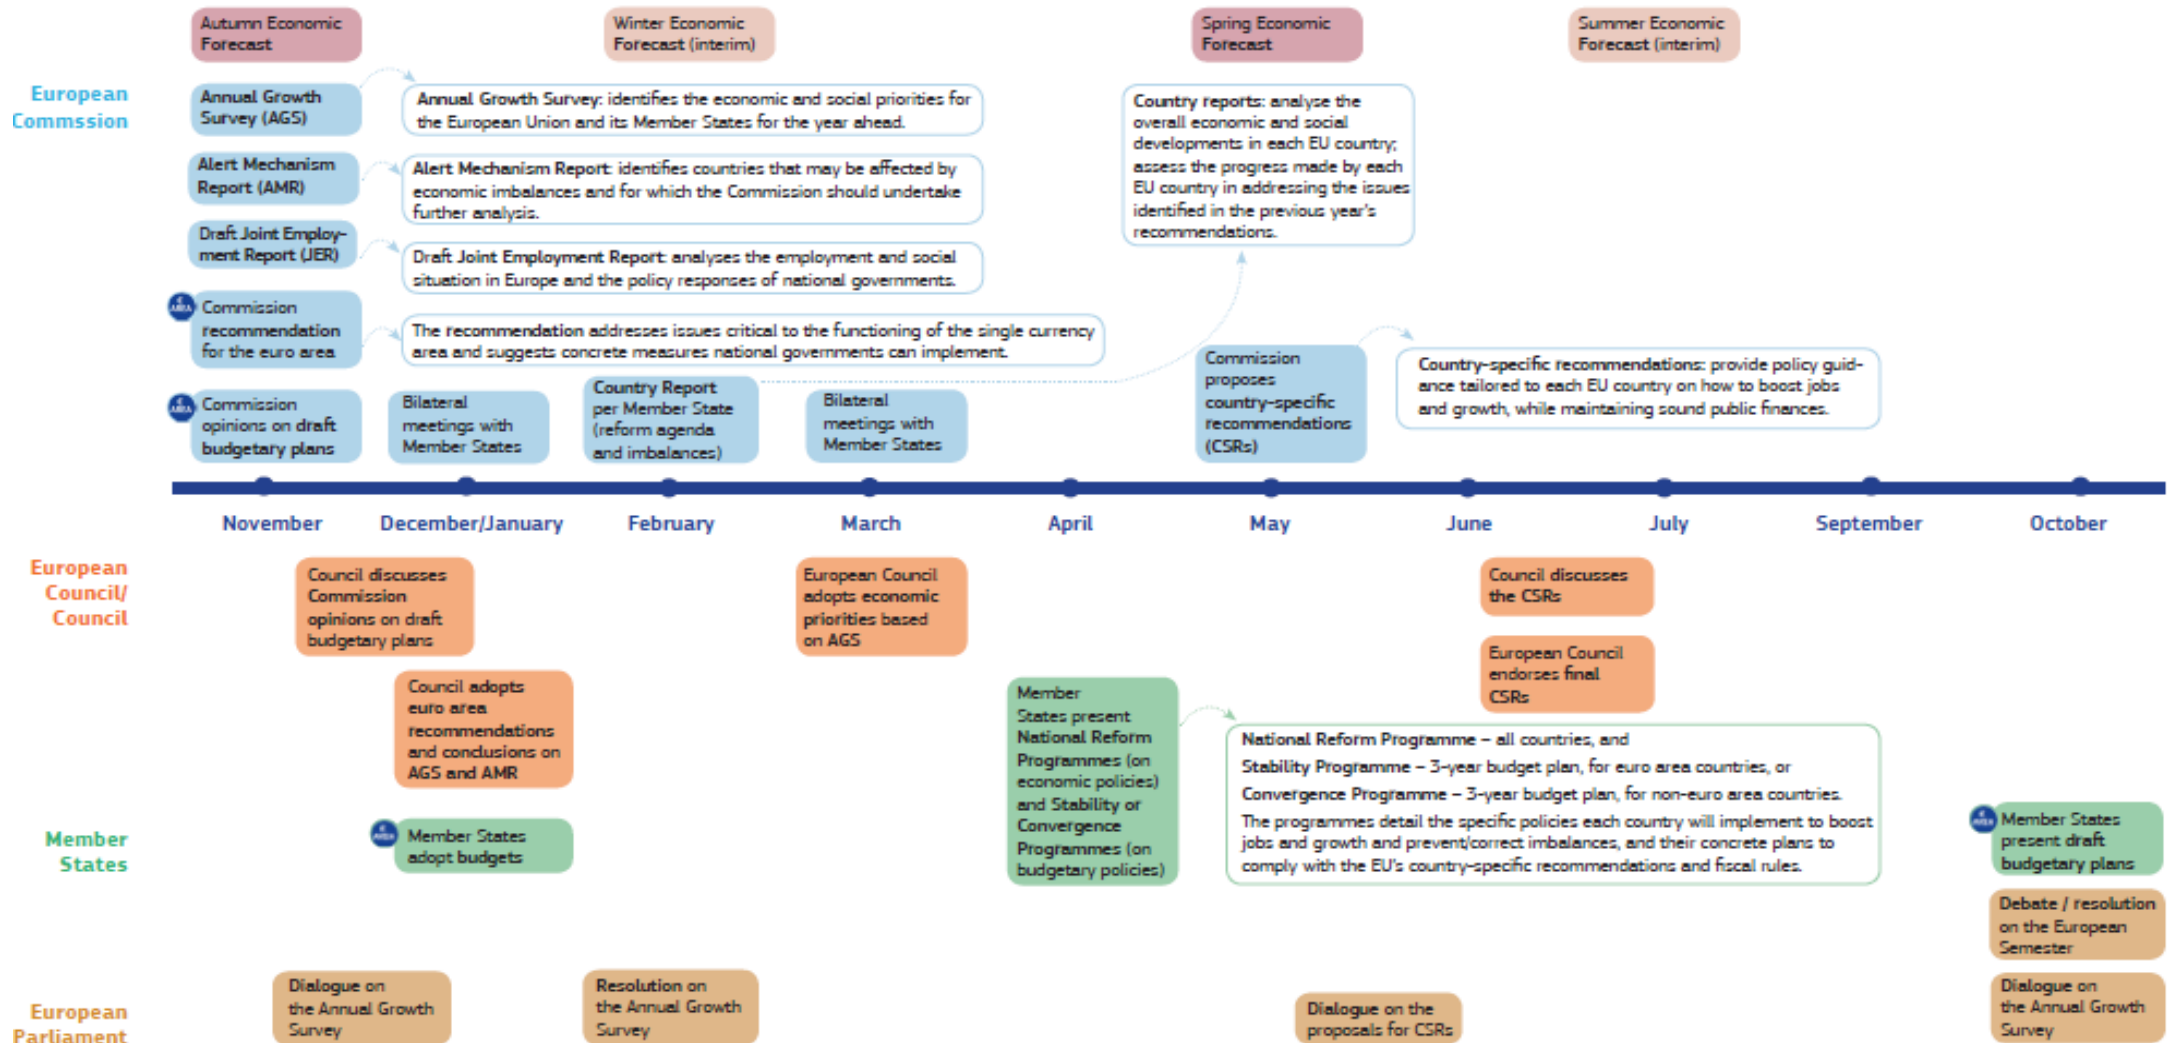 Autumn Economic
Forecast
Winter Economic
Forecast (interim)
Spring Economic
Forecast
Summer Economic
Forecast (interim)
European
Commssion
Annual Growth
Survey (AGS)
Annual Growth Survey: identifies the economic and social priorities for
the European Union and its Member States for the year ahead.
Country reports: analyse the
overall economic and social
developments in each EU country;
assess the progress made by each
EU country in addressing the issues
identified in the previous year's
recommendations.
Alert Mechanism
Report (AMR)
Alert Mechanism Report: identifies countries that may be affected by
economic imbalances and for which the Commission should undertake
further analysis.
Draft Joint Employ-
ment Report (JER)
Draft Joint Employment Report: analyses the employment and social
situation in Europe and the policy responses of national governments.
€
AREA
Commission
recommendation
for the euro area
The recommendation addresses issues critical to the functioning of the single currency
area and suggests concrete measures national governments can implement.
Commission
proposes
country-specific
recommendations
(CSRs)
Country-specific recommendations: provide policy guid-
ance tailored to each EU country on how to boost jobs
and growth, while maintaining sound public finances.
€
AREA
Commission
opinions on draft
budgetary plans
Bilateral
meetings with
Member States
Country Report
per Member State
(reform agenda
and imbalances)
Bilateral
meetings with
Member States
November
December/January
February
March
April
May
June
July
September
October
European
Council/
Council
Council discusses
Commission
opinions on draft
budgetary plans
European Council
adopts economic
priorities based
on AGS
Council discusses
the CSRs
European Council
endorses final
CSRs
Council adopts
euro area
recommendations
and conclusions on
AGS and AMR
Member
States present
National Reform
Programmes (on
economic policies)
and Stability or
Convergence
Programmes (on
budgetary policies)
National Reform Programme – all countries, and
Stability Programme – 3-year budget plan, for euro area countries, or
Convergence Programme – 3-year budget plan, for non-euro area countries.
The programmes detail the specific policies each country will implement to boost
jobs and growth and prevent/correct imbalances, and their concrete plans to
comply with the EU's country-specific recommendations and fiscal rules.
Member
States
€
AREA
Member States
adopt budgets
€
AREA
Member States
present draft
budgetary plans
Debate / resolution
on the European
Semester
European
Parliament
Dialogue on
the Annual Growth
Survey
Resolution on
the Annual Growth
Survey
Dialogue on the
proposals for CSRs
Dialogue on
the Annual Growth
Survey